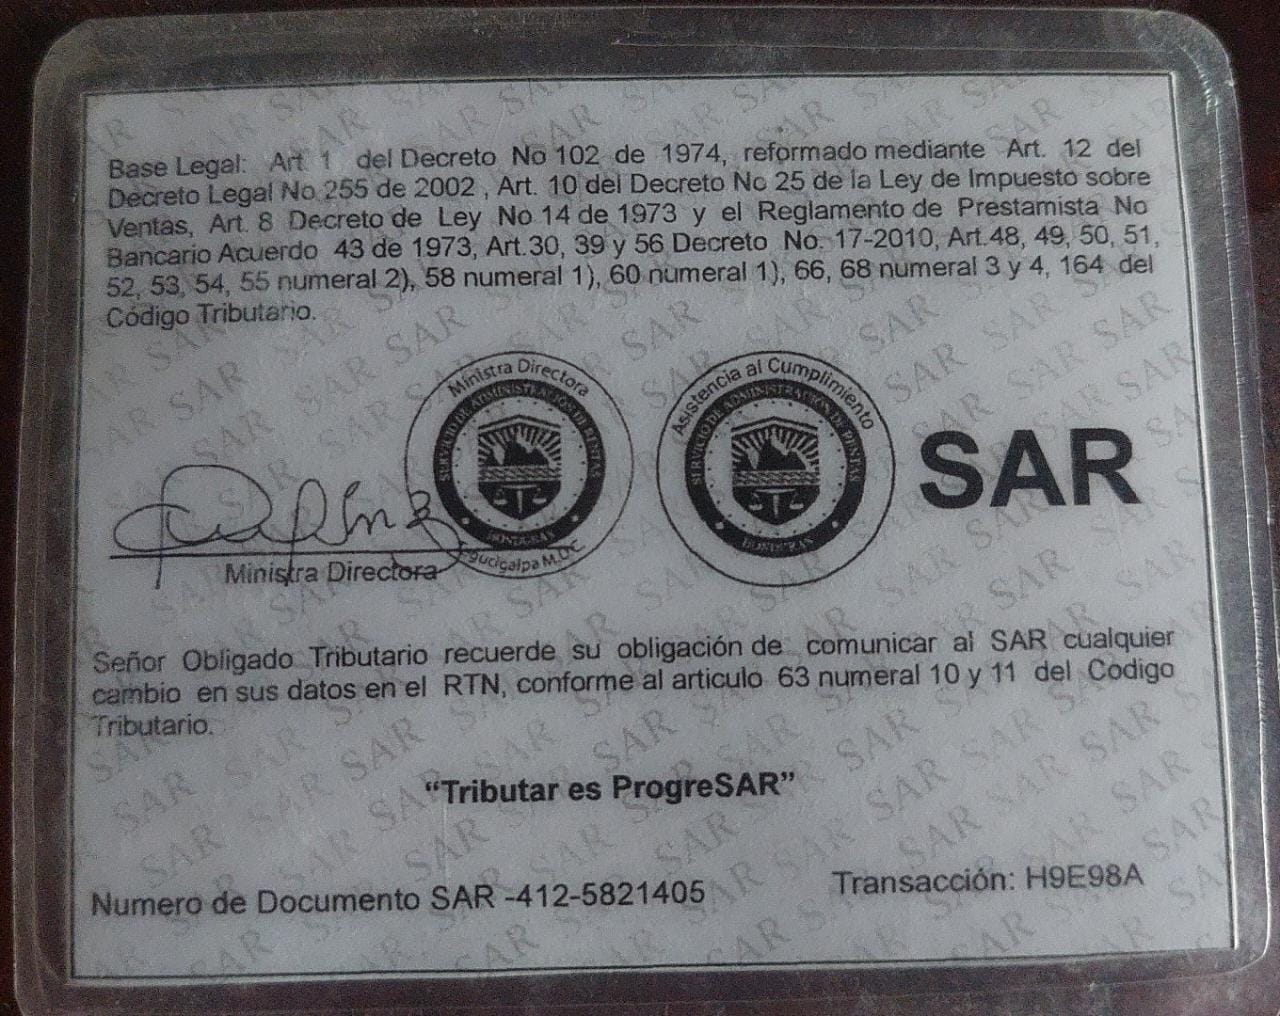 Base Legal: Art. 1 del Decreto No 102 de 1974, reformado mediante Art. 12 del
Decreto Legal No 255 de 2002 , Art. 10 del Decreto No 25 de la Ley de Impuesto sobre
Ventas, Art. 8 Decreto de Ley No 14 de 1973 y el Reglamento de Prestamista No
Bancario Acuerdo 43 de 1973, Art.30, 39 y 56 Decreto No. 17-2010, Art.48, 49, 50, 51,
52, 53, 54, 55 numeral 2), 58 numeral 1), 60 numeral 1), 66, 68 numeral 3 y 4, 164 del
Código Tributario.
Ministra Directora
SERVICIO DE ADMINISTRACION DE RENTAS
HONDURAS
Tegucigalpa M.D.C
Asistencia al Cumplimiento
SERVICIO DE ADMINISTRACION DE RENTAS
HONDURAS
SAR
Ministra Directora
Señor Obligado Tributario recuerde su obligación de comunicar al SAR cualquier
cambio en sus datos en el RTN, conforme al articulo 63 numeral 10 y 11 del Codigo
Tributario.
“Tributar es ProgreSAR”
Numero de Documento SAR -412-5821405
Transacción: H9E98A